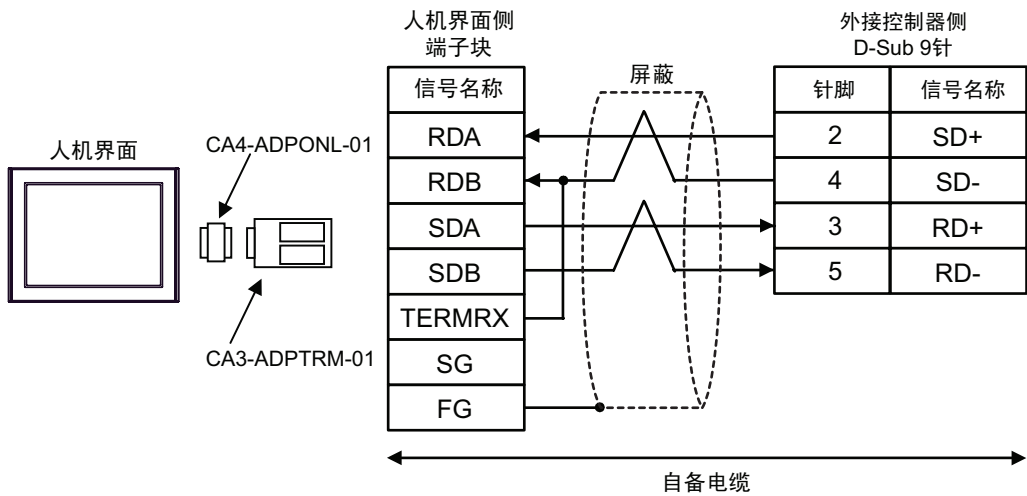 人机界面
CA4-ADPONL-01
CA3-ADPTRM-01
人机界面侧
端子块
信号名称
RDA
RDB
SDA
SDB
TERMRX
SG
FG
屏蔽
外接控制器侧
D-Sub 9针
针脚 信号名称
2 SD+
4 SD-
3 RD+
5 RD-
自备电缆